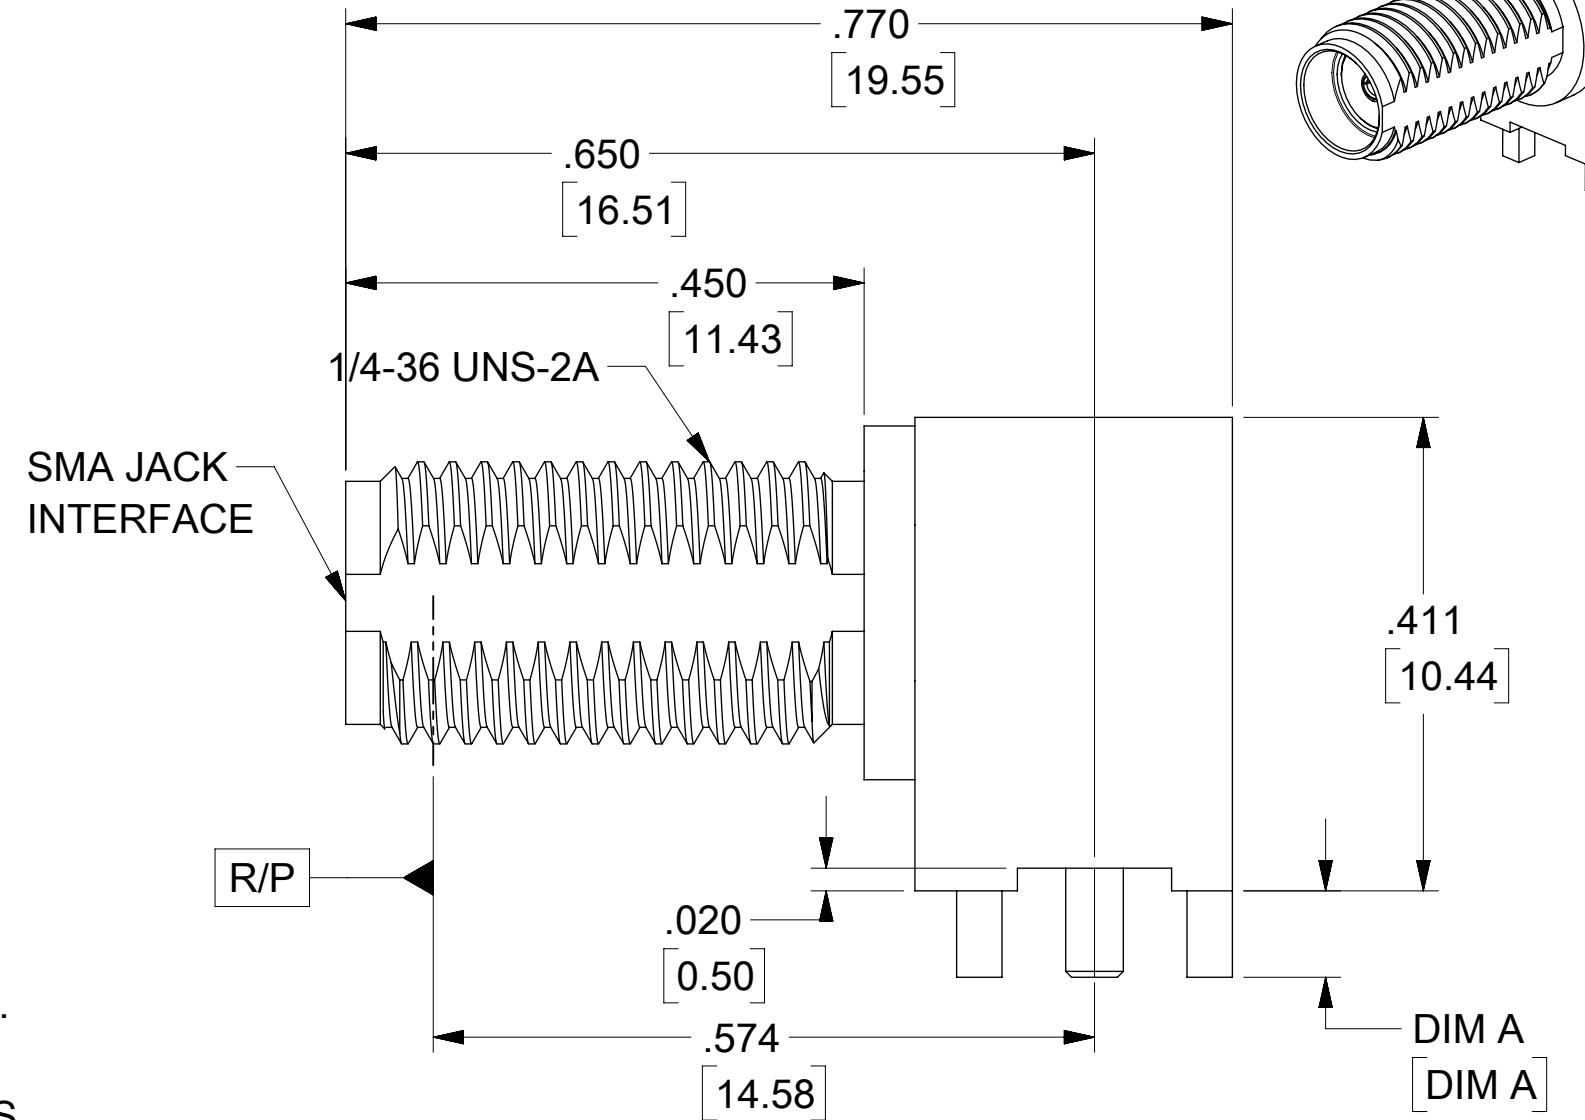 .770
[19.55]
.650
[16.51]
.450
[11.43]
1/4-36 UNS-2A
SMA JACK
INTERFACE
.411
[10.44]
R/P
.020
[0.50]
.574
[14.58]
DIM A
[DIM A]
.
S